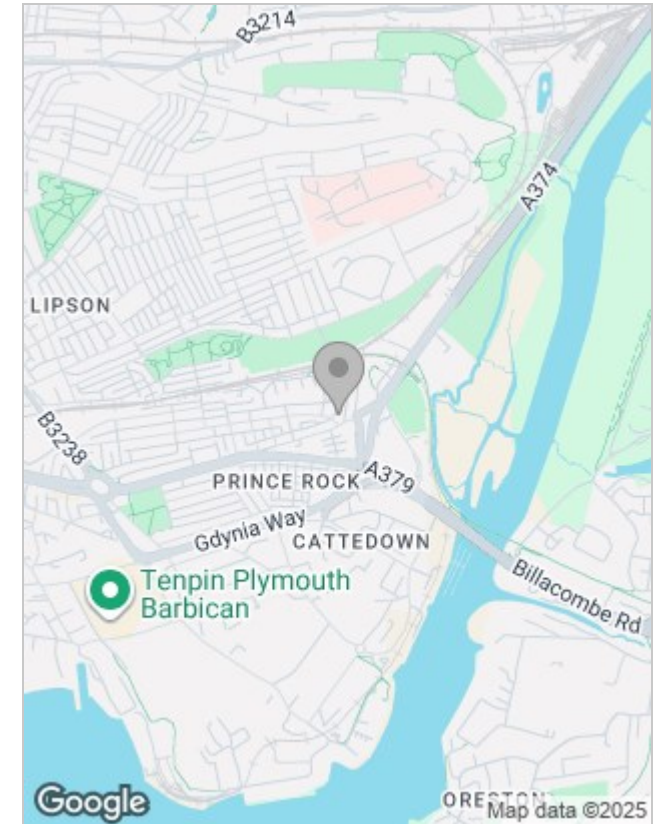 B3214
A374
LIPSON
B3238
PRINCE ROCK
A379
Gdynia Way
CATTEDOWN
Billacombe Rd
Tenpin Plymouth
Barbican
Google
Map data ©2025